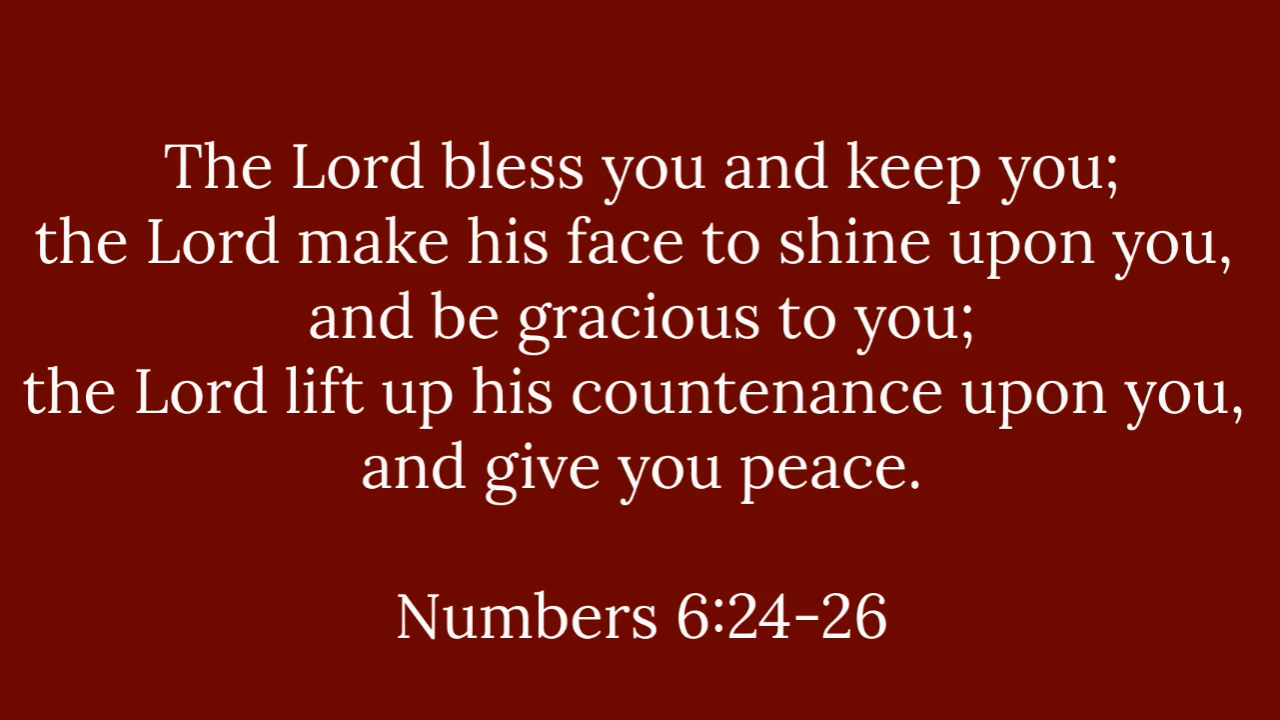 The Lord bless you and keep you;
the Lord make his face to shine upon you,
and be gracious to you;
the Lord lift up his countenance upon you,
and give you peace.
Numbers 6:24-26